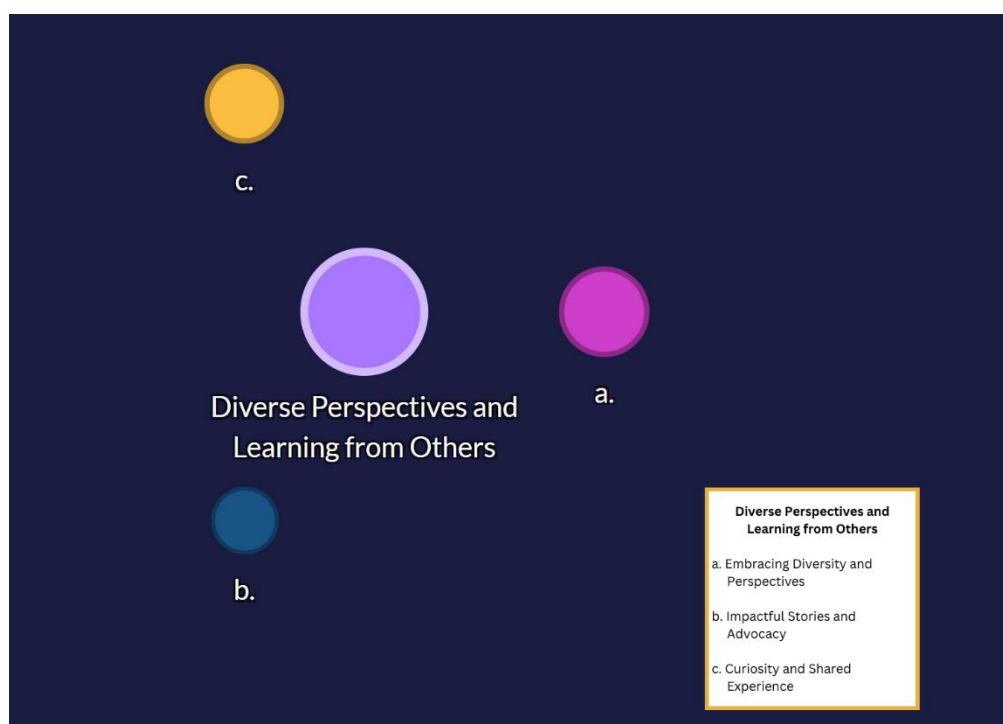 c.
Diverse Perspectives and
Learning from Others
a.
b.
Diverse Perspectives and
Learning from Others
a. Embracing Diversity and
Perspectives
b. Impactful Stories and
Advocacy
c. Curiosity and Shared
Experience